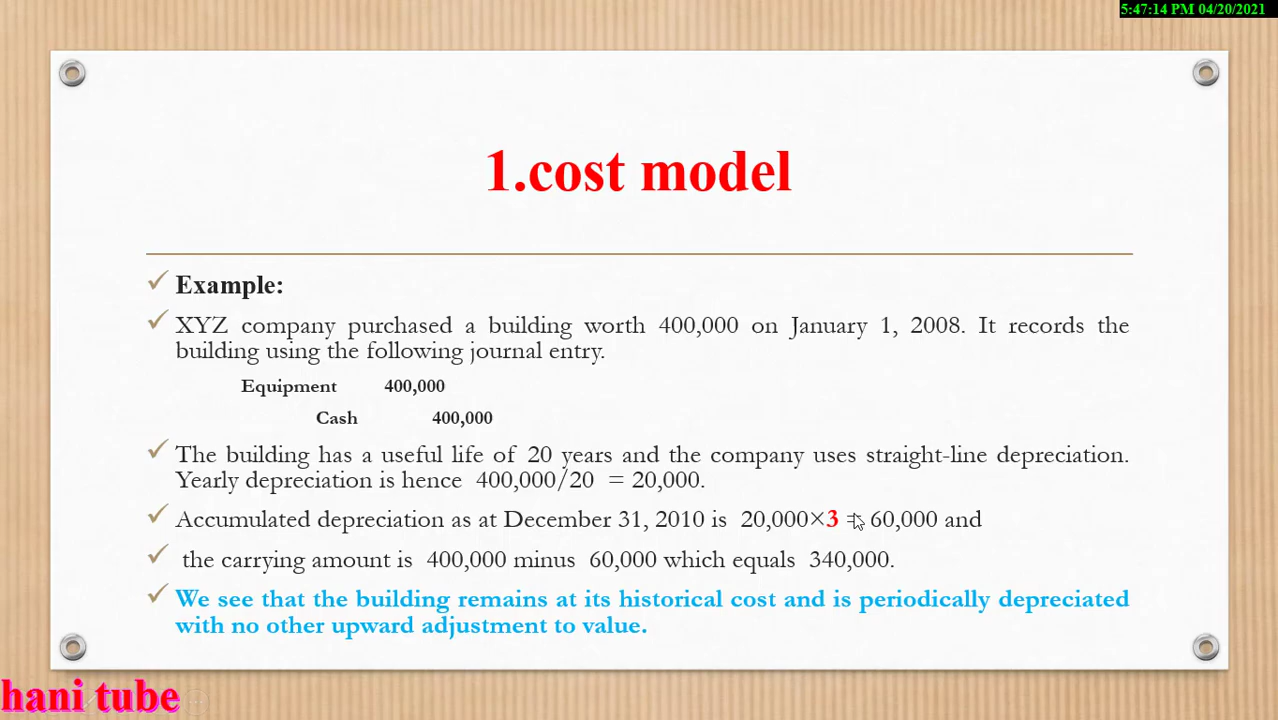 5:47:14 PM 04/20/2021
1.cost model
Example:
XYZ company purchased a building worth 400,000 on January 1, 2008. It records the
building using the following journal entry.
Equipment 400,000
Cash 400,000
The building has a useful life of 20 years and the company uses straight-line depreciation.
Yearly depreciation is hence 400,000/20 = 20,000.
Accumulated depreciation as at December 31, 2010 is 20,000×3 = 60,000 and
the carrying amount is 400,000 minus 60,000 which equals 340,000.
We see that the building remains at its historical cost and is periodically depreciated
with no other upward adjustment to value.
hani tube